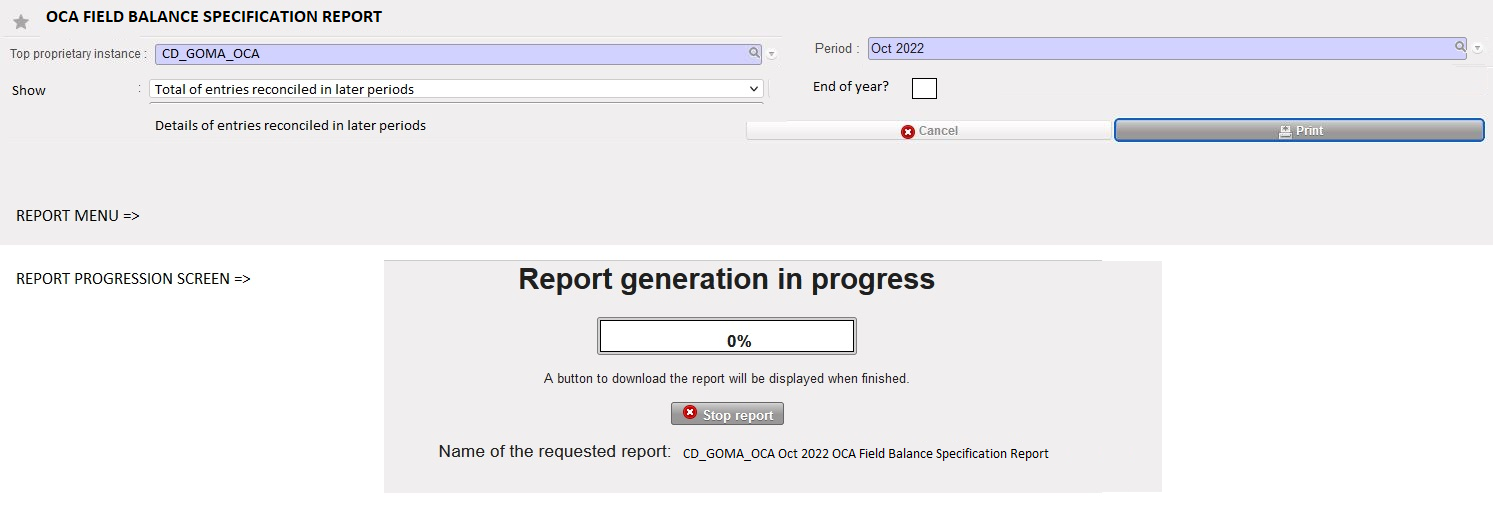 OCA FIELD BALANCE SPECIFICATION REPORT
Top proprietary instance : CD_GOMA_OCA Period : Oct 2022
Show : Total of entries reconciled in later periods End of year?
Details of entries reconciled in later periods Cancel Print
REPORT MENU =>
REPORT PROGRESSION SCREEN =>
Report generation in progress
0%
A button to download the report will be displayed when finished.
Stop report
Name of the requested report: CD_GOMA_OCA Oct 2022 OCA Field Balance Specification Report